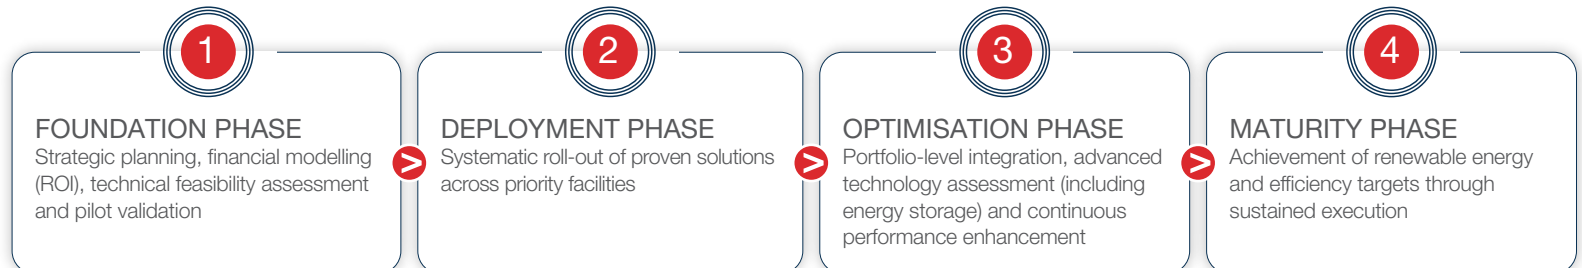 1
FOUNDATION PHASE
Strategic planning, financial modelling
(ROI), technical feasibility assessment
and pilot validation
>
2
DEPLOYMENT PHASE
Systematic roll-out of proven solutions
across priority facilities
>
3
OPTIMISATION PHASE
Portfolio-level integration, advanced
technology assessment (including
energy storage) and continuous
performance enhancement
>
4
MATURITY PHASE
Achievement of renewable energy
and efficiency targets through
sustained execution